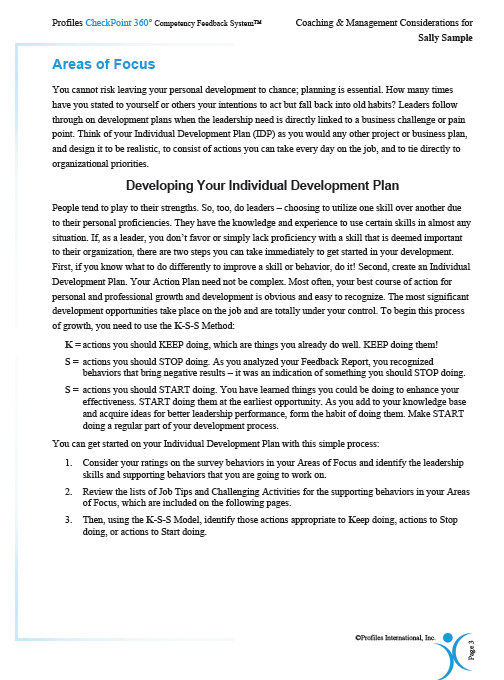 Profiles CheckPoint 360° Competency Feedback System™
Coaching & Management Considerations for
Sally Sample
Areas of Focus
You cannot risk leaving your personal development to chance; planning is essential. How many times
have you stated to yourself or others your intentions to act but fall back into old habits? Leaders follow
through on development plans when the leadership need is directly linked to a business challenge or pain
point. Think of your Individual Development Plan (IDP) as you would any other project or business plan,
and design it to be realistic, to consist of actions you can take every day on the job, and to tie directly to
organizational priorities.
Developing Your Individual Development Plan
People tend to play to their strengths. So, too, do leaders – choosing to utilize one skill over another due
to their personal proficiencies. They have the knowledge and experience to use certain skills in almost any
situation. If, as a leader, you don't favor or simply lack proficiency with a skill that is deemed important
to their organization, there are two steps you can take immediately to get started in your development.
First, if you know what to do differently to improve a skill or behavior, do it! Second, create an Individual
Development Plan. Your Action Plan need not be complex. Most often, your best course of action for
personal and professional growth and development is obvious and easy to recognize. The most significant
development opportunities take place on the job and are totally under your control. To begin this process
of growth, you need to use the K-S-S Method:
K = actions you should KEEP doing, which are things you already do well. KEEP doing them!
S = actions you should STOP doing. As you analyzed your Feedback Report, you recognized
behaviors that bring negative results – it was an indication of something you should STOP doing.
S = actions you should START doing. You have learned things you could be doing to enhance your
effectiveness. START doing them at the earliest opportunity. As you add to your knowledge base
and acquire ideas for better leadership performance, form the habit of doing them. Make START
doing a regular part of your development process.
You can get started on your Individual Development Plan with this simple process:
1. Consider your ratings on the survey behaviors in your Areas of Focus and identify the leadership
skills and supporting behaviors that you are going to work on.
2. Review the lists of Job Tips and Challenging Activities for the supporting behaviors in your Areas
of Focus, which are included on the following pages.
3. Then, using the K-S-S Model, identify those actions appropriate to Keep doing, actions to Stop
doing, or actions to Start doing.
©Profiles International, Inc.
Page 3